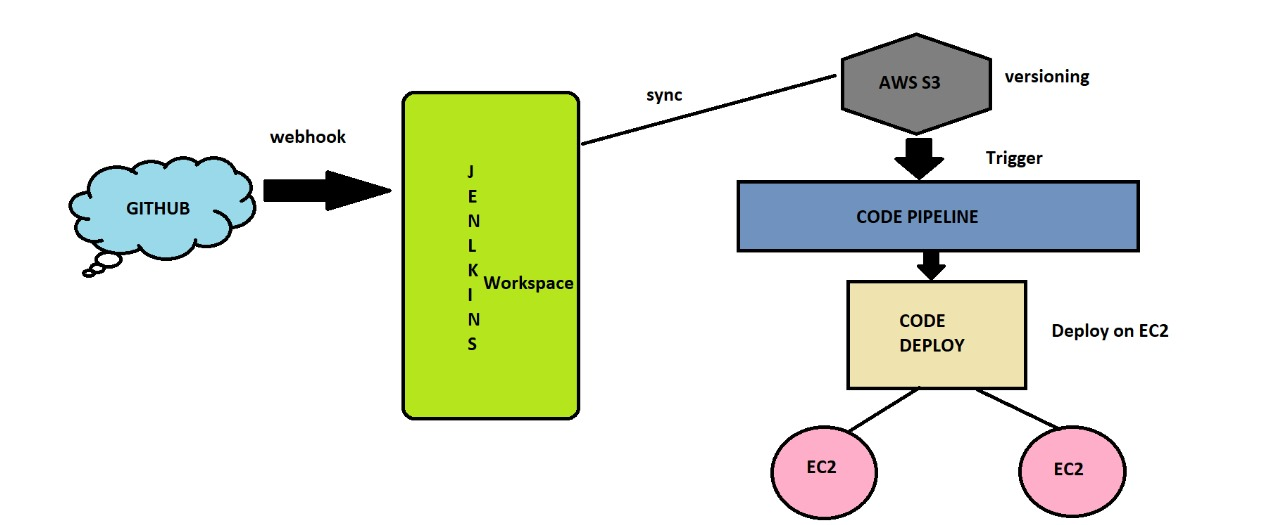 GITHUB
webhook
J
E
N
L
K
I
N
S
Workspace
sync
AWS S3
versioning
Trigger
CODE PIPELINE
CODE
DEPLOY
Deploy on EC2
EC2
EC2